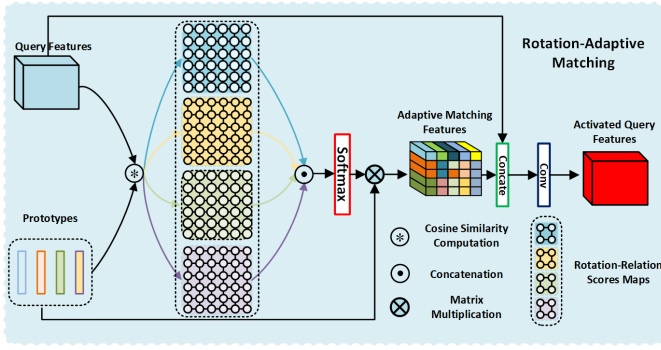 Query Features
Rotation-Adaptive
Matching
Adaptive Matching
Features
Activated Query
Features
Softmax
Concate
Conv
Prototypes
Cosine Similarity
Computation
Concatenation
Matrix
Multiplication
Rotation-Relation
Scores Maps